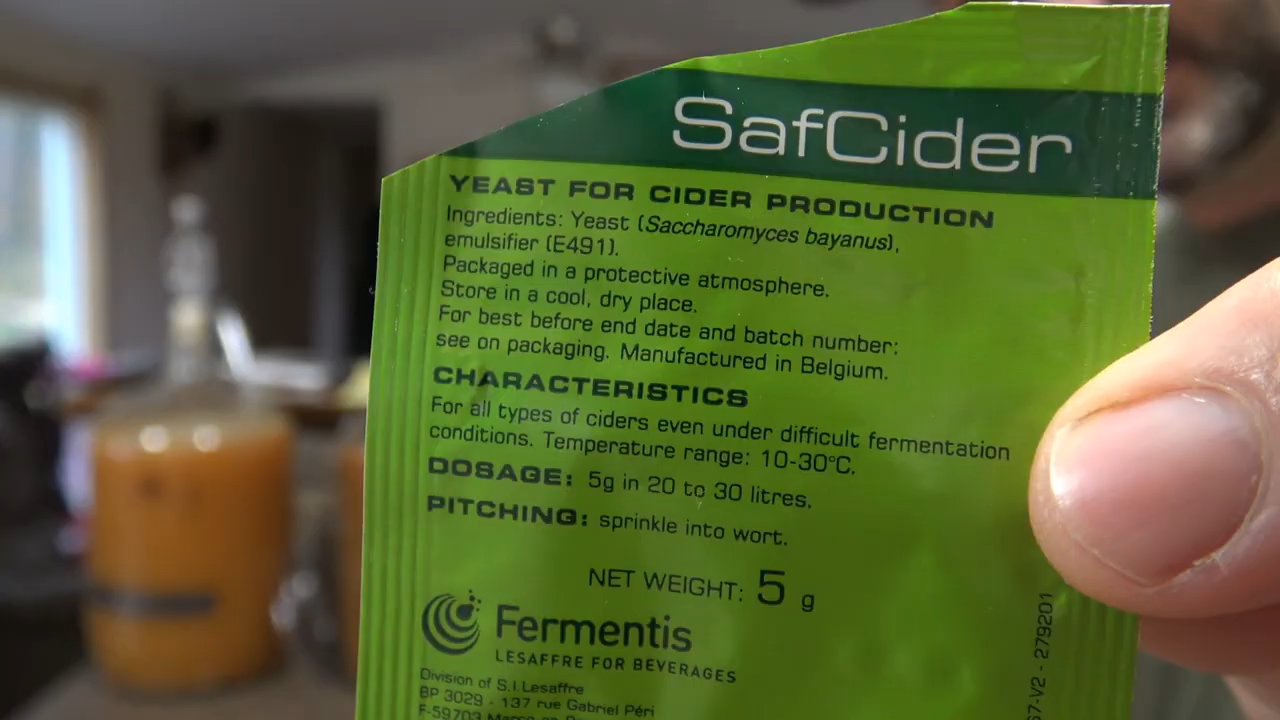 SafCider
YEAST FOR CIDER PRODUCTION
Ingredients: Yeast (Saccharomyces bayanus),
emulsifier (E491).
Packaged in a protective atmosphere.
Store in a cool, dry place.
For best before end date and batch number:
see on packaging. Manufactured in Belgium.
CHARACTERISTICS
For all types of ciders even under difficult fermentation
conditions. Temperature range: 10-30°C.
DOSAGE: 5g in 20 to 30 litres.
PITCHING: sprinkle into wort.
NET WEIGHT: 5 g
Fermentis
LESAFFRE FOR BEVERAGES
Division of S.I.Lesaffre
BP 3029 - 137 rue Gabriel Péri
F-59703
7-V2 - 279201